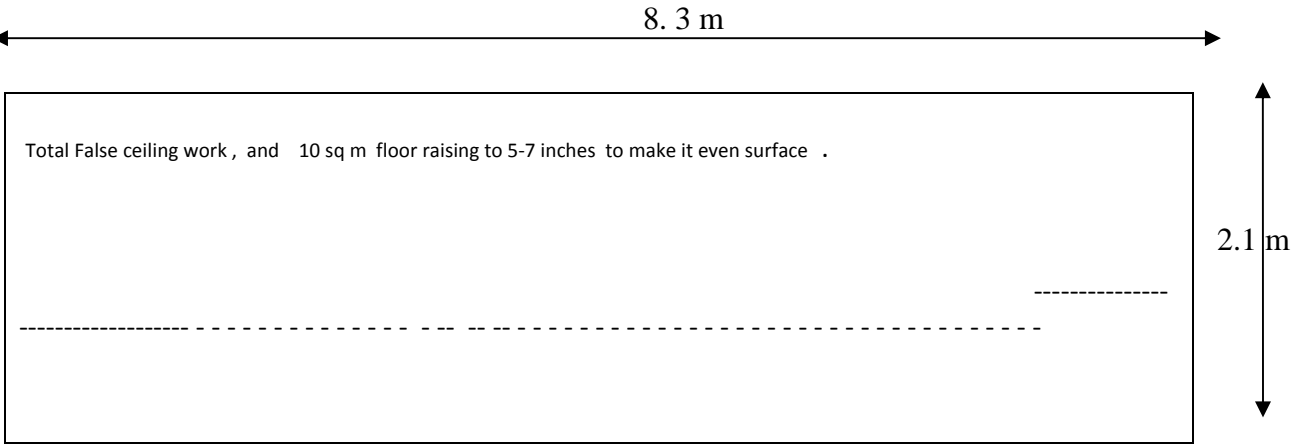 8. 3 m
Total False ceiling work , and 10 sq m floor raising to 5-7 inches to make it even surface .
2.1 m